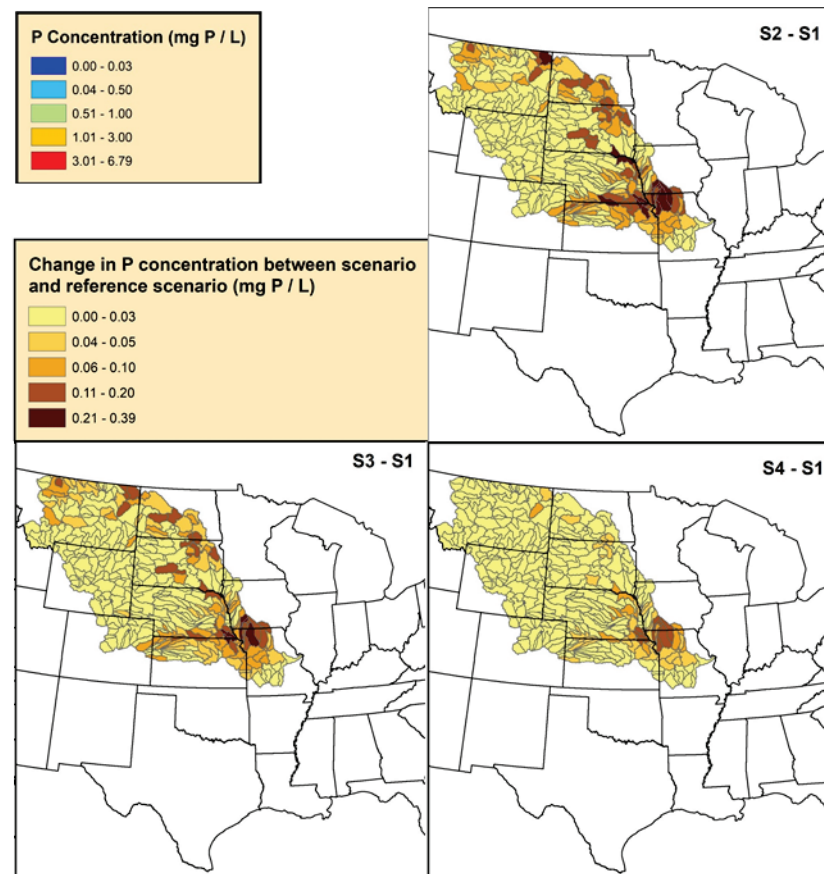 P Concentration (mg P / L)
0.00 - 0.03
0.04 - 0.50
0.51 - 1.00
1.01 - 3.00
3.01 - 6.79
S2 - S1
Change in P concentration between scenario
and reference scenario (mg P / L)
0.00 - 0.03
0.04 - 0.05
0.06 - 0.10
0.11 - 0.20
0.21 - 0.39
S3 - S1
S4 - S1